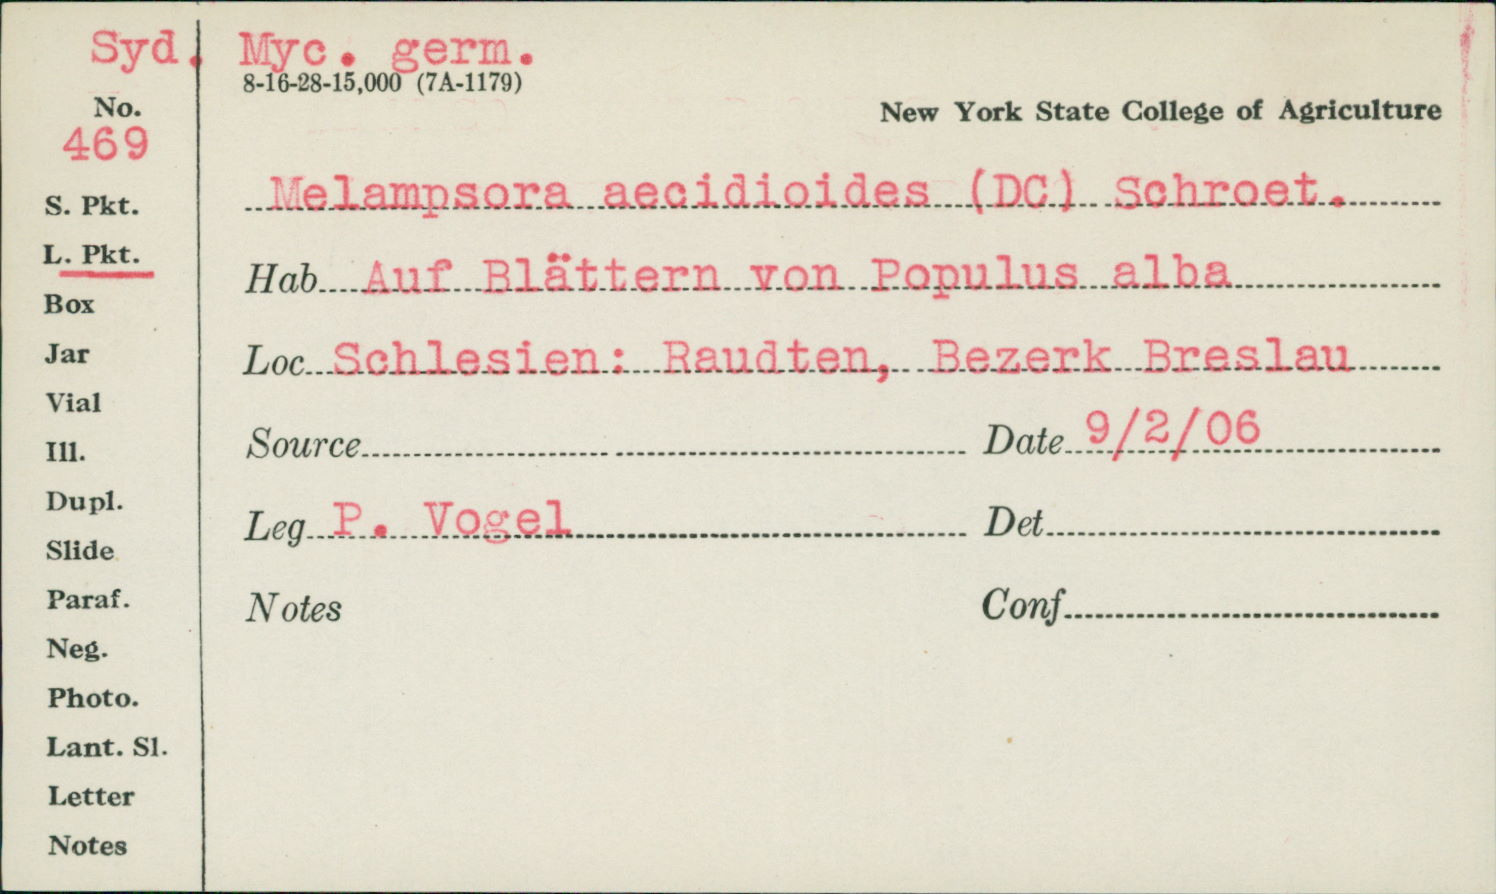 Syd. Myc. germ.
8-16-28-15,000 (7A-1179)
No.
469
New York State College of Agriculture
Melampsora aecidioides (DC) Schroet.
S. Pkt.
L. Pkt.
Hab Auf Blättern von Populus alba
Box
Jar
Loc Schlesien: Raudten, Bezerk Breslau
Vial
Ill.
Source Date 9/2/06
Dupl.
Slide
Leg P. Vogel Det
Paraf.
Notes Conf
Neg.
Photo.
Lant. Sl.
Letter
Notes